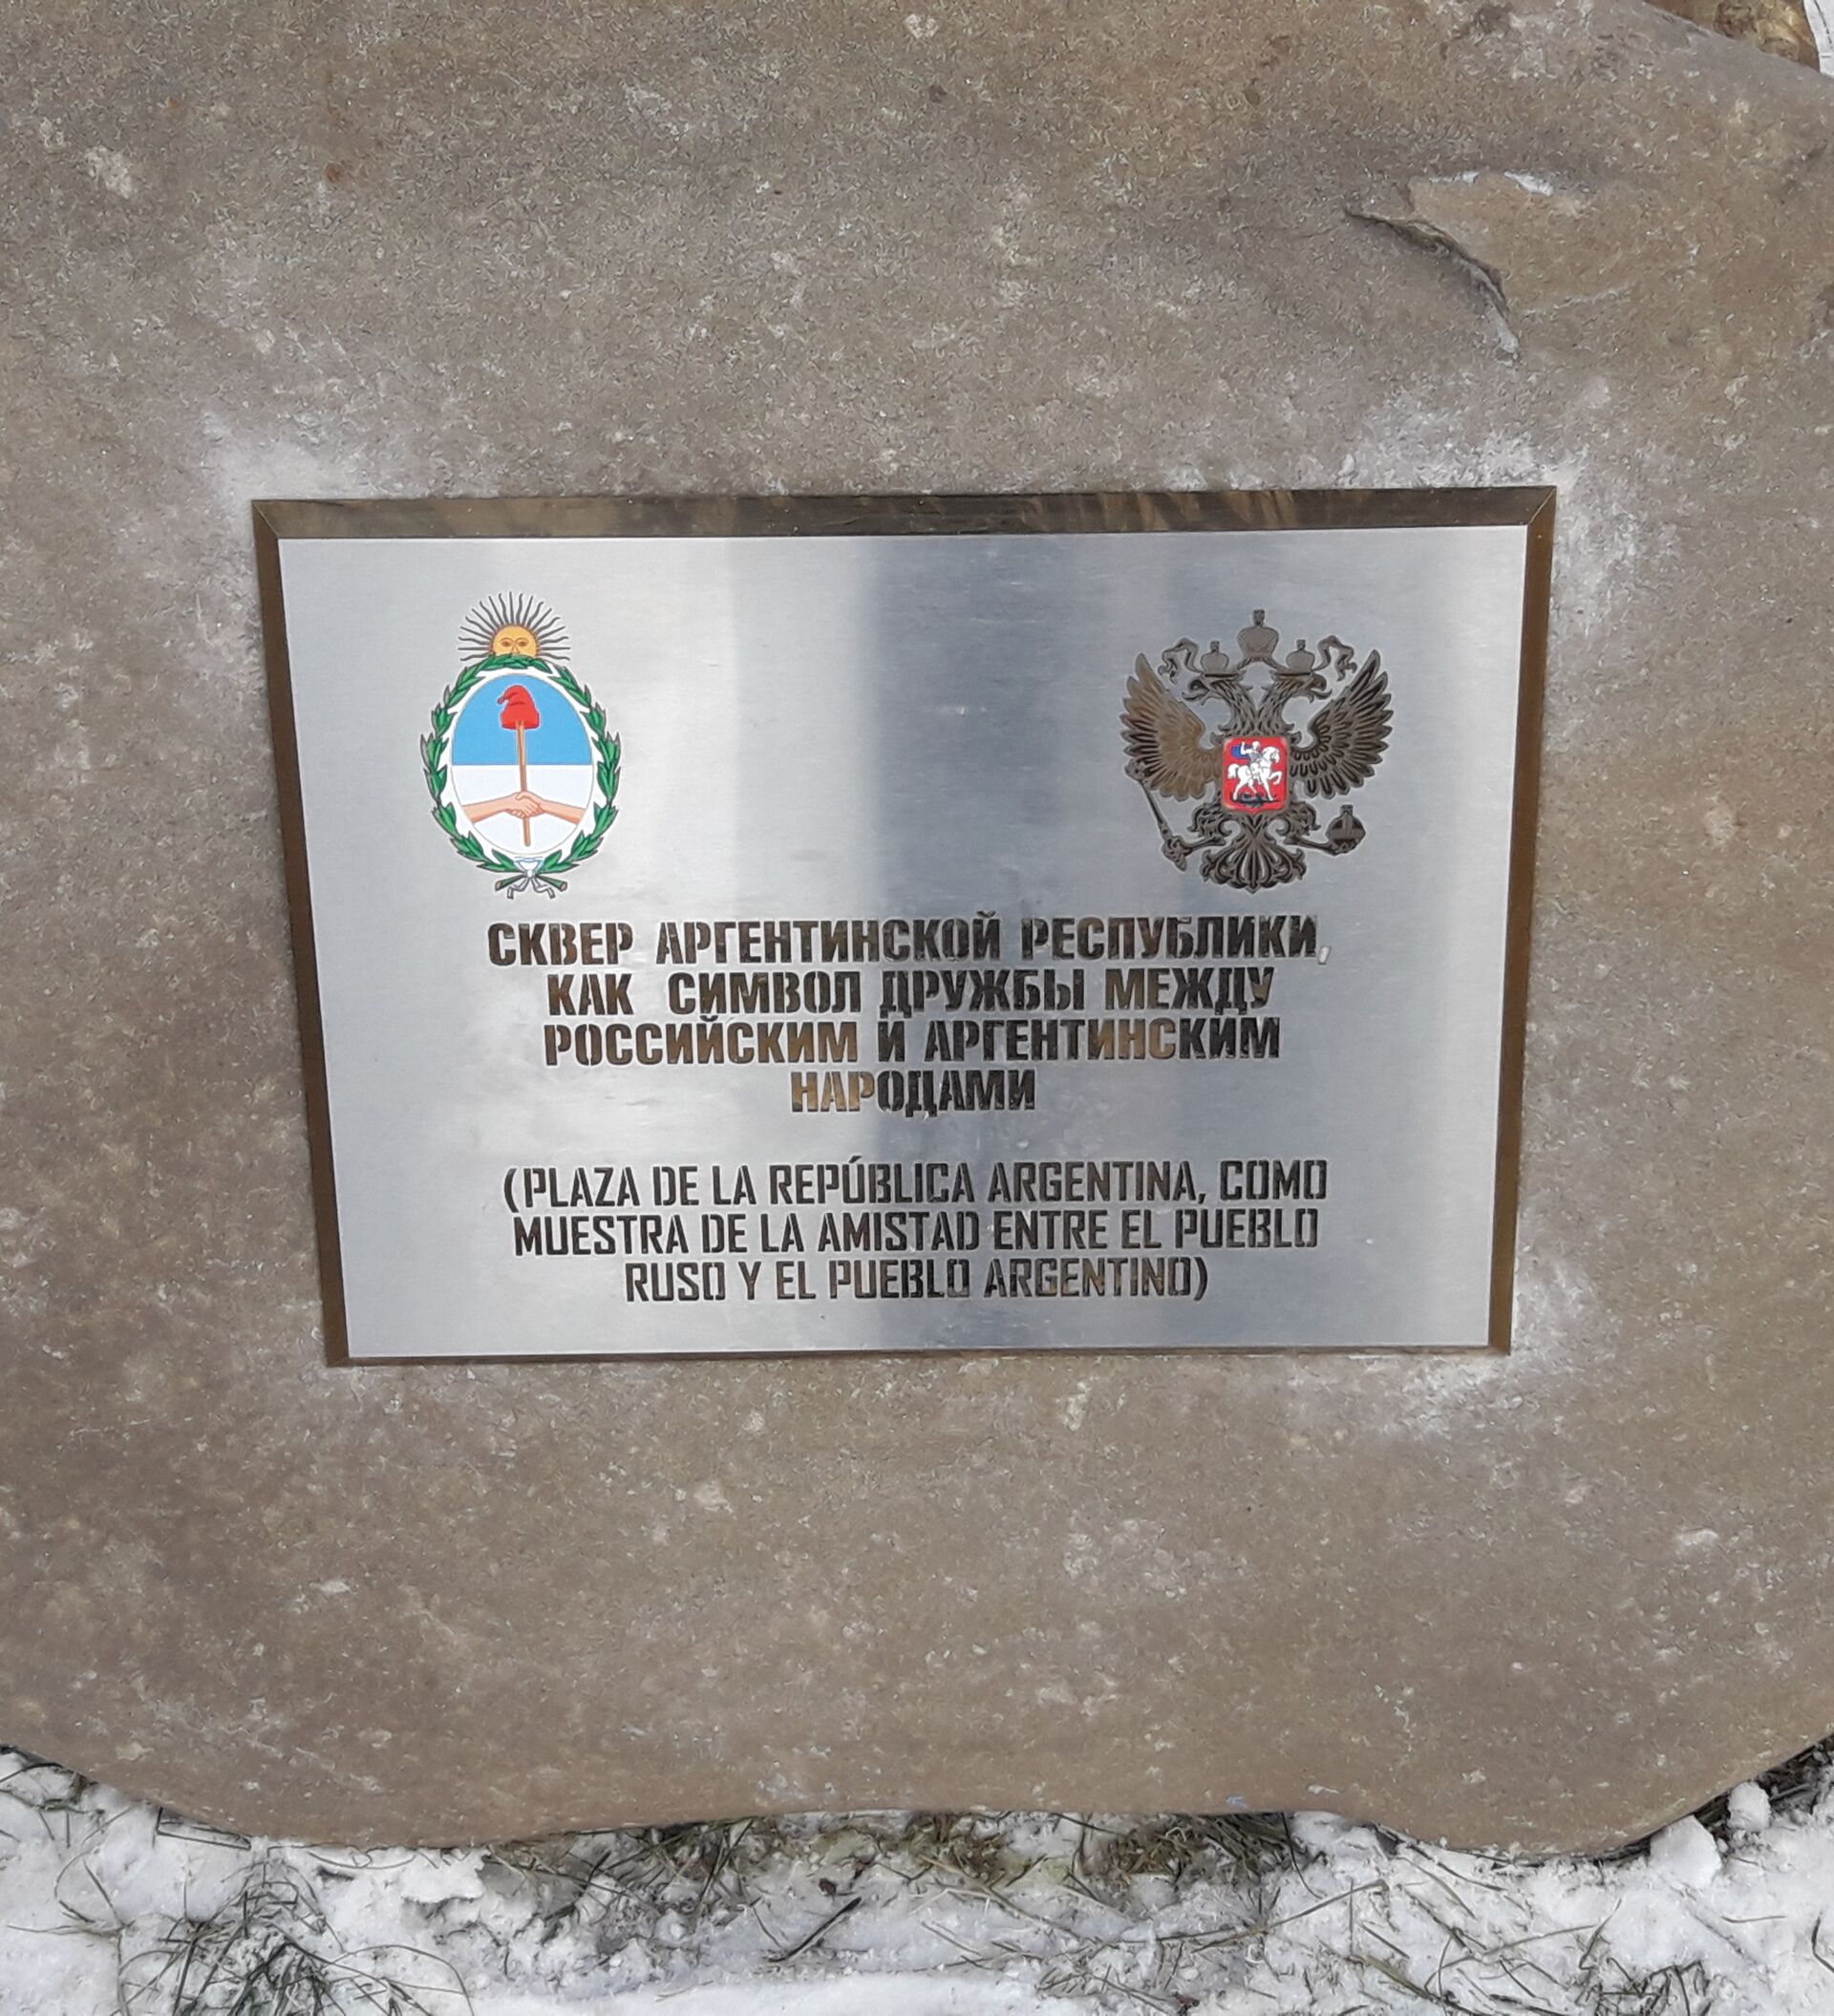 СКВЕР АРГЕНТИНСКОЙ РЕСПУБЛИКИ,
КАК СИМВОЛ ДРУЖБЫ МЕЖДУ
РОССИЙСКИМ И АРГЕНТИНСКИМ
НАРОДАМИ
(PLAZA DE LA REPÚBLICA ARGENTINA, COMO
MUESTRA DE LA AMISTAD ENTRE EL PUEBLO
RUSO Y EL PUEBLO ARGENTINO)